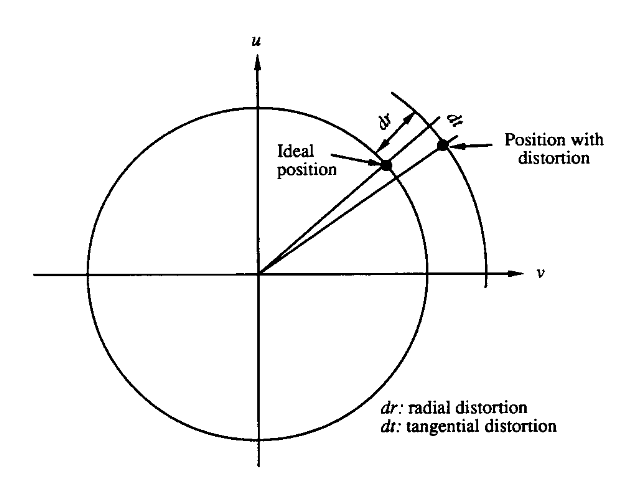 u
dr
dt
Ideal
position
Position with
distortion
v
dr: radial distortion
dt: tangential distortion